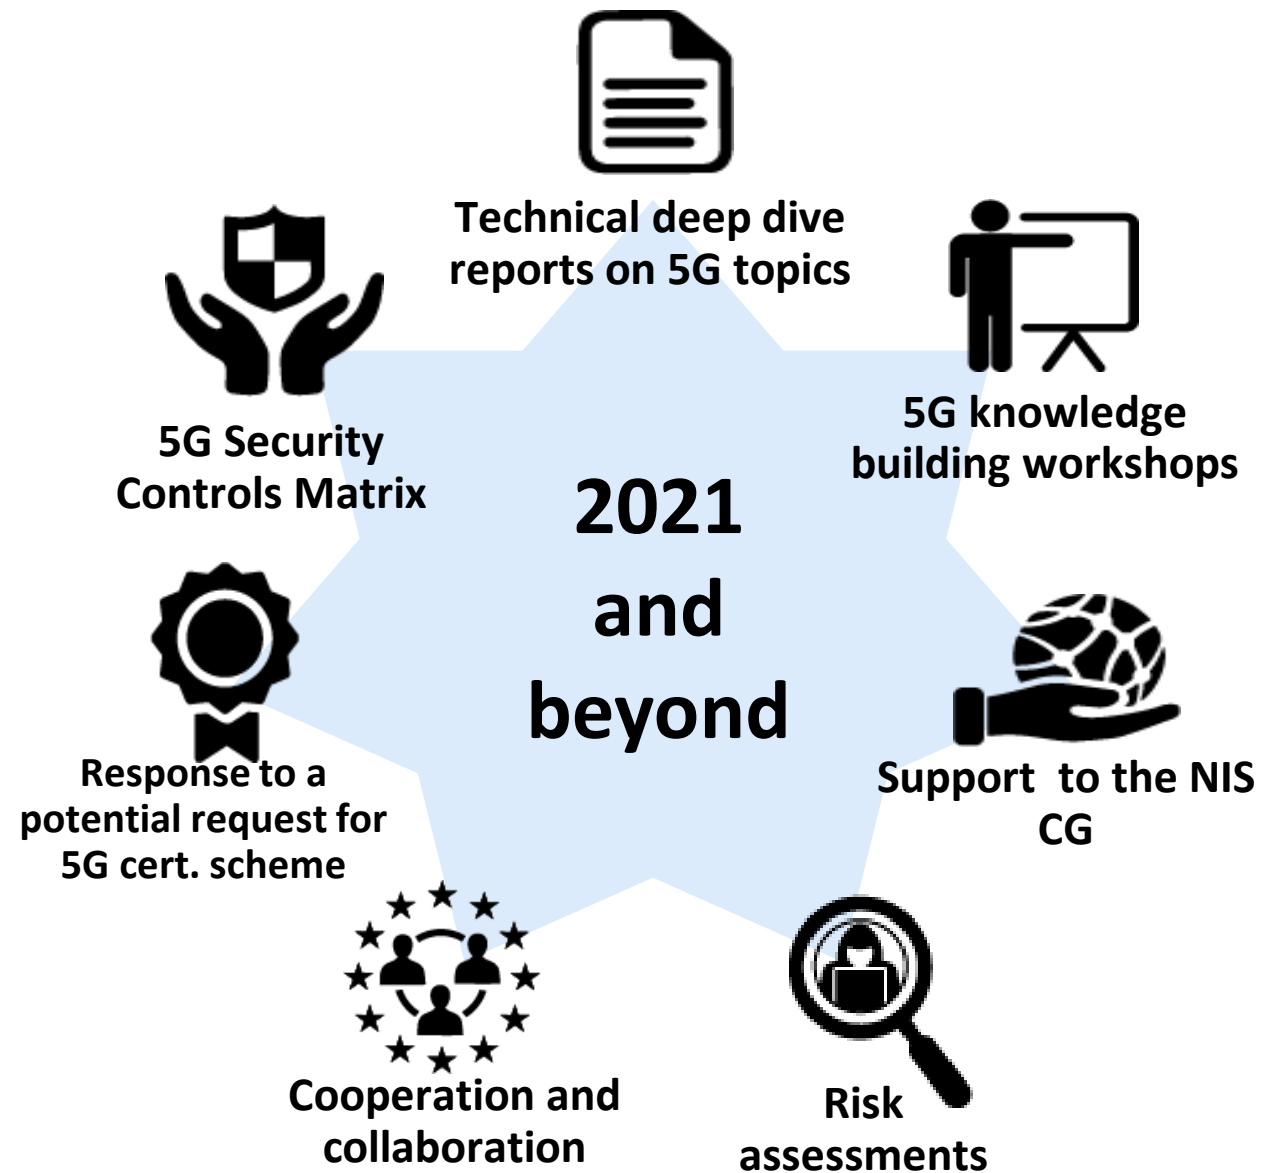 Technical deep dive
reports on 5G topics
5G knowledge
building workshops
5G Security
Controls Matrix
2021
and
beyond
Support  to the NIS
CG
Response to a
potential request for
5G cert. scheme
Cooperation and
collaboration
Risk
assessments